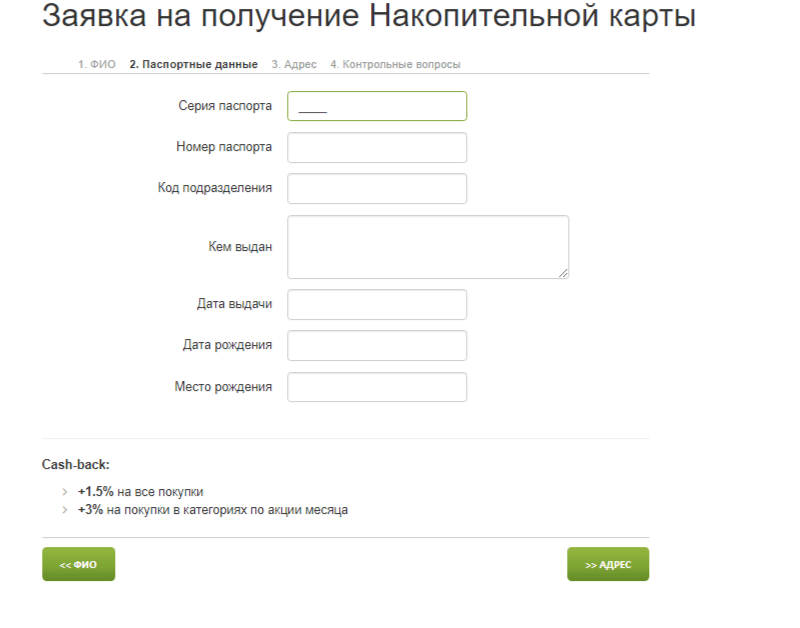 Заявка на получение Накопительной карты
1. ФИО 2. Паспортные данные 3. Адрес 4. Контрольные вопросы
Серия паспорта ____
Номер паспорта
Код подразделения
Кем выдан
Дата выдачи
Дата рождения
Место рождения
Cash-back:
+1.5% на все покупки
+3% на покупки в категориях по акции месяца
<< ФИО >> АДРЕС